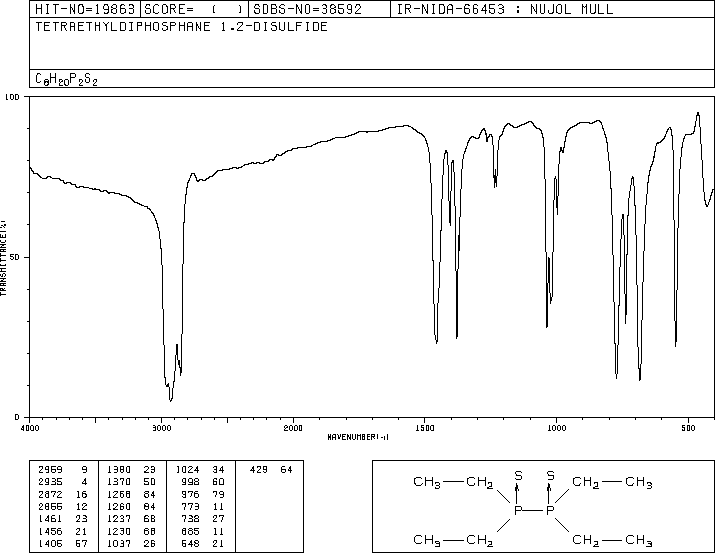 HIT-NO=19863 SCORE= ( ) SDBS-NO=38592 IR-NIDA-66453 : NUJOL MULL
TETRAETHYLDIPHOSPHANE 1,2-DISULFIDE
C8H20P2S2
100
50
0
TRANSMITTANCE(%)
4000 3000 2000 1500 1000 500
WAVENUMBER(-1)
2969 9 1380 23 1024 34 429 64
2935 4 1370 50 998 60
2872 16 1268 84 976 79
2855 12 1260 84 773 11
1461 23 1237 68 738 27
1456 21 1230 68 685 11
1405 57 1037 26 548 21
S S
CH3 CH2 CH2 CH3
P P
CH3 CH2 CH2 CH3